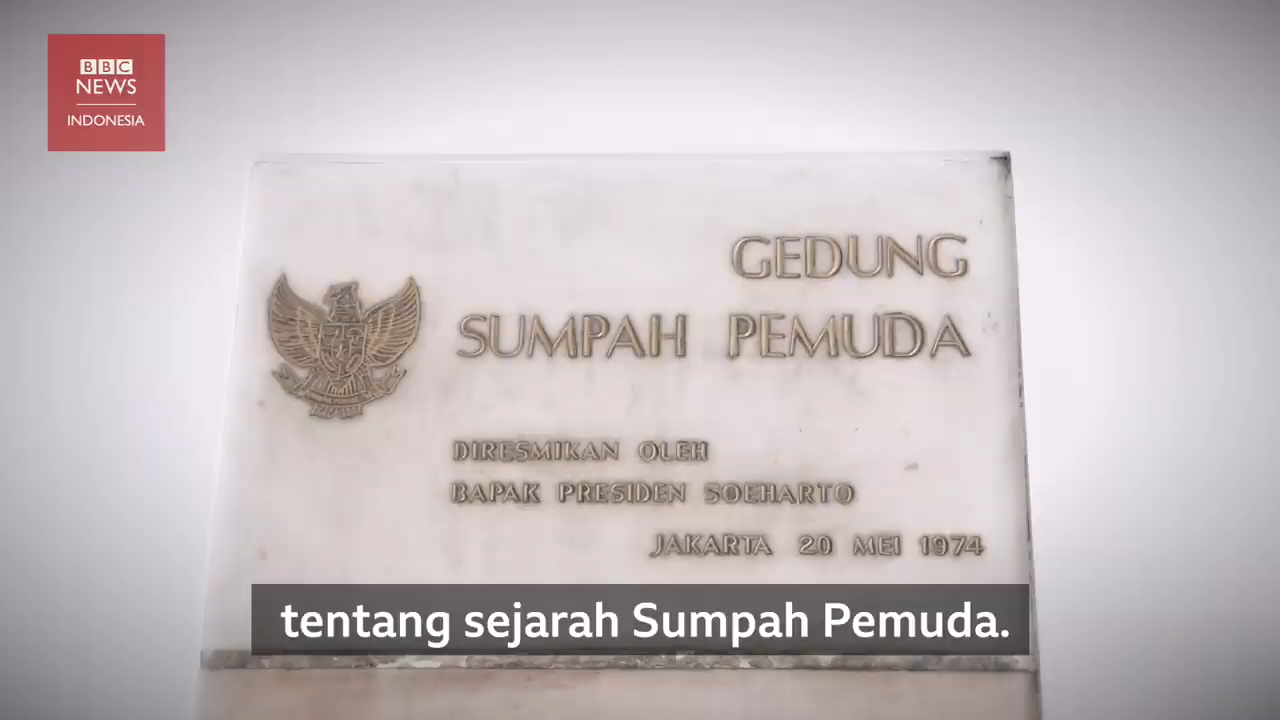 BBC
NEWS
INDONESIA
GEDUNG
SUMPAH PEMUDA
DIRESMIKAN OLEH
BAPAK PRESIDEN SOEHARTO
JAKARTA 20 MEI 1974
tentang sejarah Sumpah Pemuda.